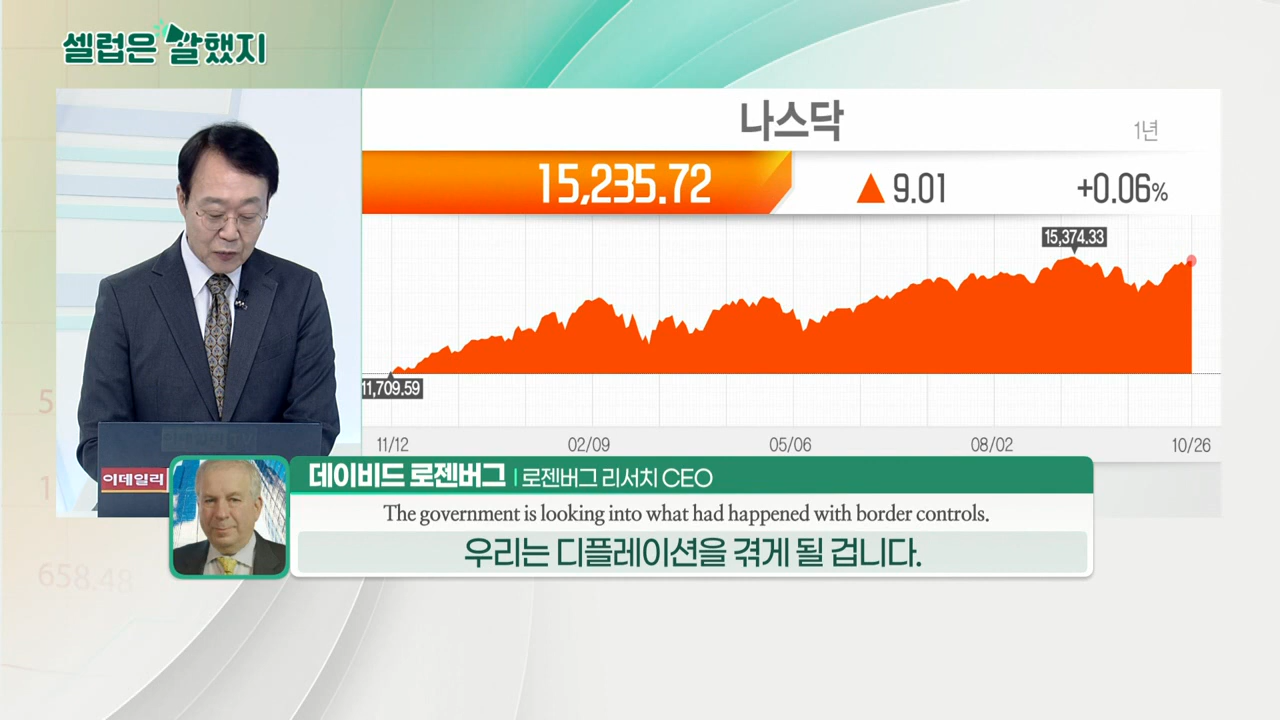 셀럽은 말했지
나스닥
1년
15,235.72
▲ 9.01
+0.06%
15,374.33
11,709.59
11/12
02/09
05/06
08/02
10/26
이데일리
데이비드 로젠버그 | 로젠버그 리서치 CEO
The government is looking into what had happened with border controls.
우리는 디플레이션을 겪게 될 겁니다.
658.48